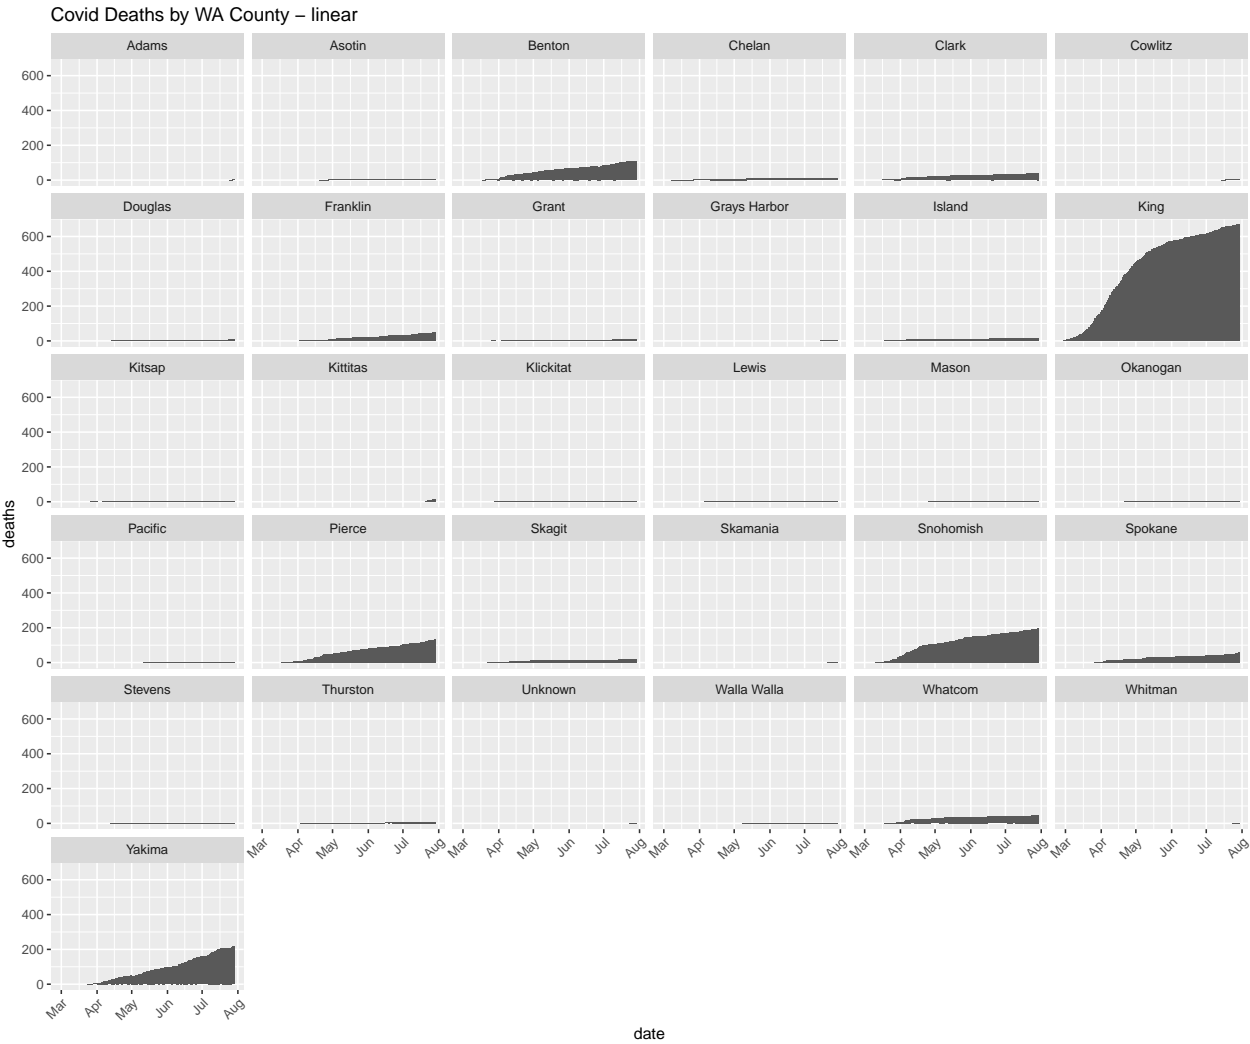 Covid Deaths by WA County – linear
Adams Asotin Benton Chelan Clark Cowlitz
600
400
200
0
Douglas Franklin Grant Grays Harbor Island King
600
400
200
0
Kitsap Kittitas Klickitat Lewis Mason Okanogan
600
400
200
0
deaths
Pacific Pierce Skagit Skamania Snohomish Spokane
600
400
200
0
Stevens Thurston Unknown Walla Walla Whatcom Whitman
600
400
200
0
Mar Apr May Jun Jul Aug Mar Apr May Jun Jul Aug Mar Apr May Jun Jul Aug Mar Apr May Jun Jul Aug Mar Apr May Jun Jul Aug
Yakima
600
400
200
0
Mar Apr May Jun Jul Aug
date